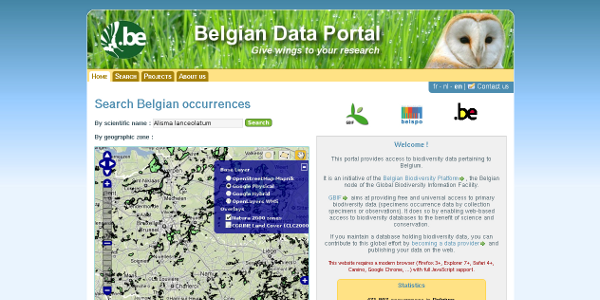 .be
Belgian Data Portal
Give wings to your research
Home Search Projects About us
fr - nl - en | Contact us
Search Belgian occurrences
By scientific name : Alisma lanceolatum Search
By geographic zone :
GBIF
belspo
.be
Base Layer
OpenStreetMap Mapnik
Google Physical
Google Hybrid
OpenLayers WMS
Overlays
Natura 2000 areas
CORINE Land Cover (CLC2000
Welcome !
This portal provides access to biodiversity data pertaining to
Belgium.
It is an initiative of the Belgian Biodiversity Platform , the Belgian
node of the Global Biodiversity Information Facility.
GBIF aims at providing free and universal access to primary
biodiversity data (specimens occurrence data by collection
specimens or observations). It does so by enabling web-based
access to biodiversity databases to the benefit of science and
conservation.
If you maintain a database holding biodiversity data, you can
contribute to this global effort by becoming a data provider and
publishing your data on the web.
This website requires a modern browser (Firefox 3+, Explorer 7+, Safari 4+,
Camino, Google Chrome, ...) with full JavaScript support.
Statistics